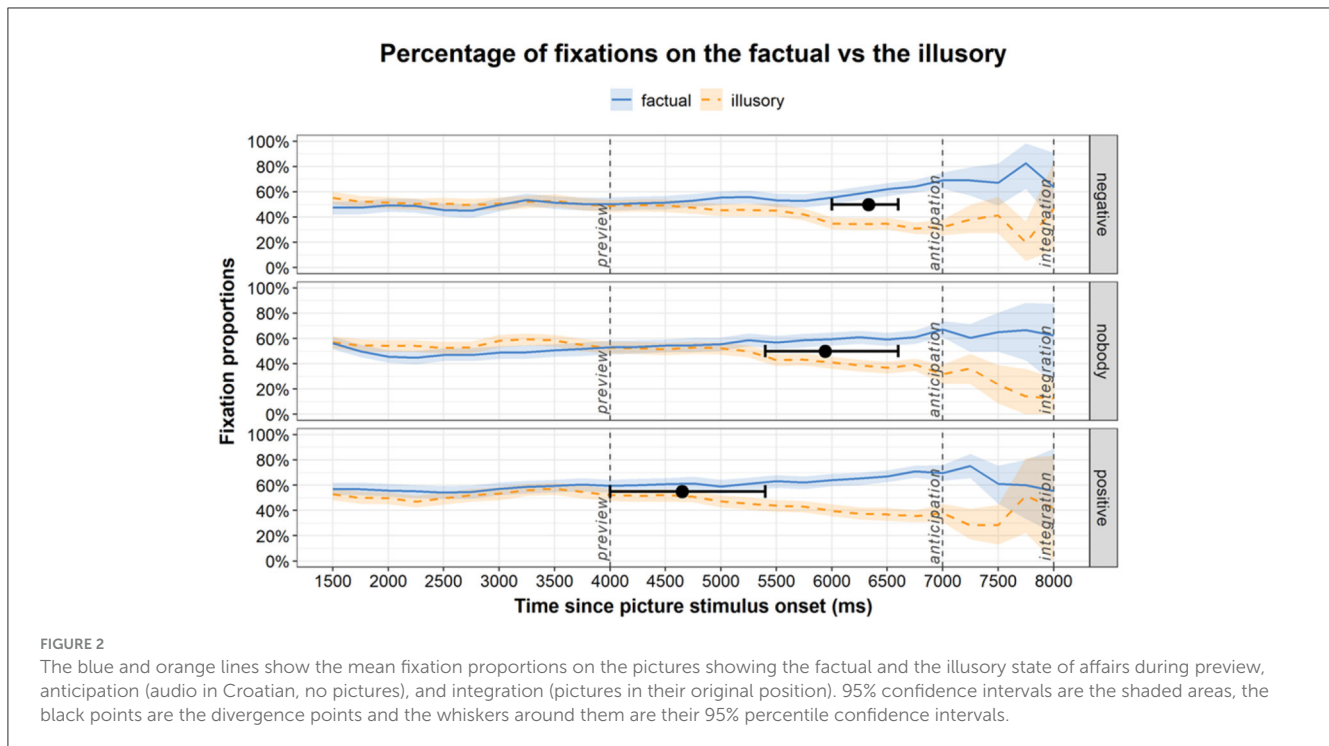 Percentage of fixations on the factual vs the illusory
factual illusory
Fixation proportions
100%
80%
60%
40%
20%
0%
preview
anticipation
integration
negative
100%
80%
60%
40%
20%
0%
preview
anticipation
integration
nobody
100%
80%
60%
40%
20%
0%
preview
anticipation
integration
positive
1500 2000 2500 3000 3500 4000 4500 5000 5500 6000 6500 7000 7500 8000
Time since picture stimulus onset (ms)
FIGURE 2
The blue and orange lines show the mean fixation proportions on the pictures showing the factual and the illusory state of affairs during preview,
anticipation (audio in Croatian, no pictures), and integration (pictures in their original position). 95% confidence intervals are the shaded areas, the
black points are the divergence points and the whiskers around them are their 95% percentile confidence intervals.